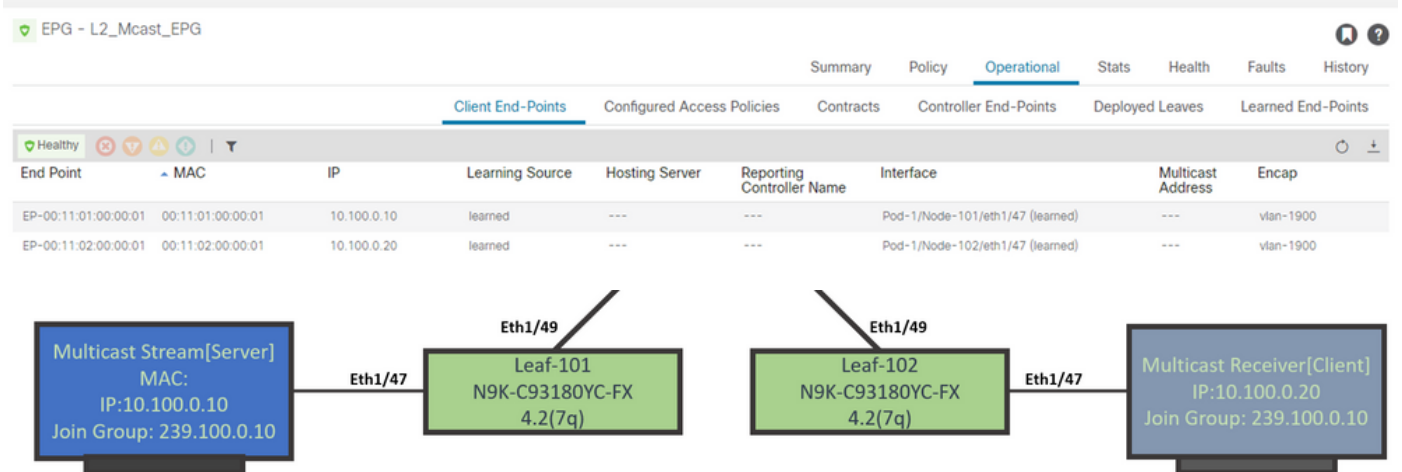 EPG - L2_Mcast_EPG
?
Summary Policy Operational Stats Health Faults History
Client End-Points Configured Access Policies Contracts Controller End-Points Deployed Leaves Learned End-Points
Healthy
End Point MAC IP Learning Source Hosting Server Reporting Controller Name Interface Multicast Address Encap
EP-00:11:01:00:00:01 00:11:01:00:00:01 10.100.0.10 learned --- --- Pod-1/Node-101/eth1/47 (learned) --- vlan-1900
EP-00:11:02:00:00:01 00:11:02:00:00:01 10.100.0.20 learned --- --- Pod-1/Node-102/eth1/47 (learned) --- vlan-1900
Eth1/49 Eth1/49
Multicast Stream[Server]
MAC:
IP:10.100.0.10
Join Group: 239.100.0.10
Eth1/47
Leaf-101
N9K-C93180YC-FX
4.2(7q)
Leaf-102
N9K-C93180YC-FX
4.2(7q)
Eth1/47
Multicast Receiver[Client]
IP:10.100.0.20
Join Group: 239.100.0.10